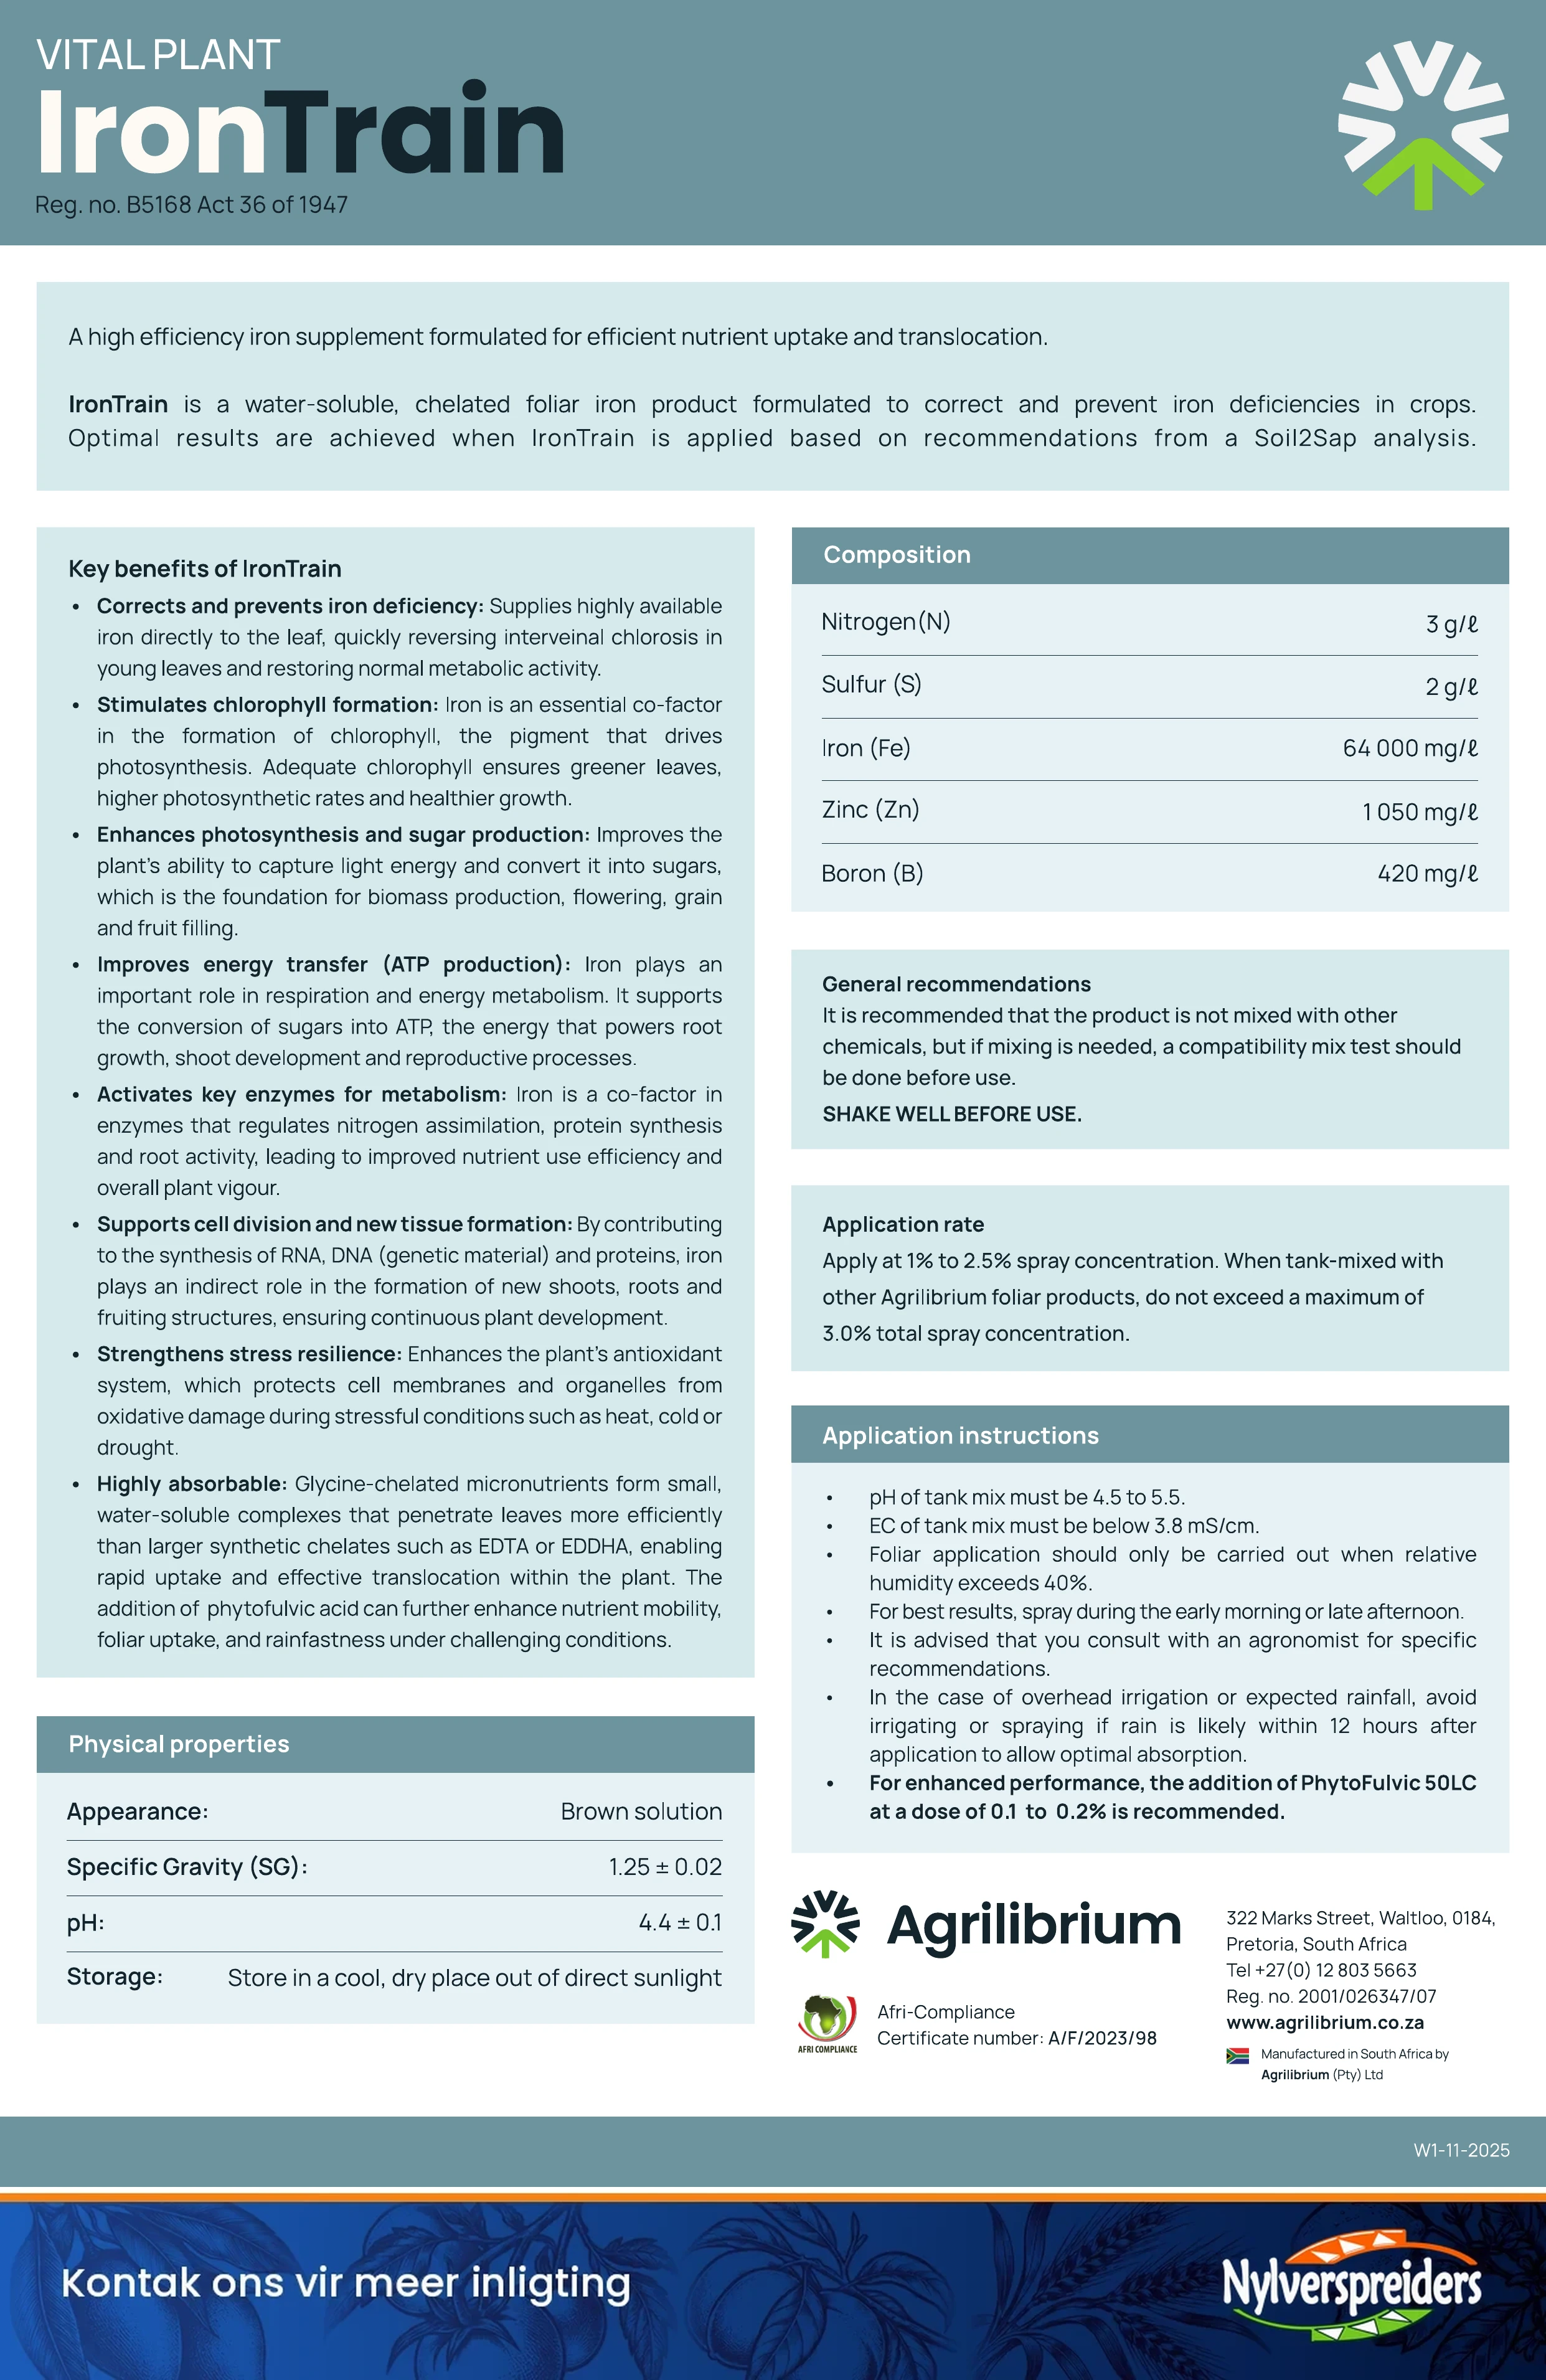 VITAL PLANT
IronTrain
Reg. no. B5168 Act 36 of 1947
A high efficiency iron supplement formulated for efficient nutrient uptake and translocation.
IronTrain is a water-soluble, chelated foliar iron product formulated to correct and prevent iron deficiencies in crops.
Optimal results are achieved when IronTrain is applied based on recommendations from a Soil2Sap analysis.
Key benefits of IronTrain
• Corrects and prevents iron deficiency: Supplies highly available
iron directly to the leaf, quickly reversing interveinal chlorosis in
young leaves and restoring normal metabolic activity.
• Stimulates chlorophyll formation: Iron is an essential co-factor
in the formation of chlorophyll, the pigment that drives
photosynthesis. Adequate chlorophyll ensures greener leaves,
higher photosynthetic rates and healthier growth.
• Enhances photosynthesis and sugar production: Improves the
plant's ability to capture light energy and convert it into sugars,
which is the foundation for biomass production, flowering, grain
and fruit filling.
• Improves energy transfer (ATP production): Iron plays an
important role in respiration and energy metabolism. It supports
the conversion of sugars into ATP, the energy that powers root
growth, shoot development and reproductive processes.
• Activates key enzymes for metabolism: Iron is a co-factor in
enzymes that regulates nitrogen assimilation, protein synthesis
and root activity, leading to improved nutrient use efficiency and
overall plant vigour.
• Supports cell division and new tissue formation: By contributing
to the synthesis of RNA, DNA (genetic material) and proteins, iron
plays an indirect role in the formation of new shoots, roots and
fruiting structures, ensuring continuous plant development.
• Strengthens stress resilience: Enhances the plant's antioxidant
system, which protects cell membranes and organelles from
oxidative damage during stressful conditions such as heat, cold or
drought.
• Highly absorbable: Glycine-chelated micronutrients form small,
water-soluble complexes that penetrate leaves more efficiently
than larger synthetic chelates such as EDTA or EDDHA, enabling
rapid uptake and effective translocation within the plant. The
addition of phytofulvic acid can further enhance nutrient mobility,
foliar uptake, and rainfastness under challenging conditions.
Physical properties
Appearance: Brown solution
Specific Gravity (SG): 1.25 ± 0.02
pH: 4.4 ± 0.1
Storage: Store in a cool, dry place out of direct sunlight
Composition
Nitrogen(N) 3 g/ℓ
Sulfur (S) 2 g/ℓ
Iron (Fe) 64 000 mg/ℓ
Zinc (Zn) 1 050 mg/ℓ
Boron (B) 420 mg/ℓ
General recommendations
It is recommended that the product is not mixed with other
chemicals, but if mixing is needed, a compatibility mix test should
be done before use.
SHAKE WELL BEFORE USE.
Application rate
Apply at 1% to 2.5% spray concentration. When tank-mixed with
other Agrilibrium foliar products, do not exceed a maximum of
3.0% total spray concentration.
Application instructions
• pH of tank mix must be 4.5 to 5.5.
• EC of tank mix must be below 3.8 mS/cm.
• Foliar application should only be carried out when relative
humidity exceeds 40%.
• For best results, spray during the early morning or late afternoon.
• It is advised that you consult with an agronomist for specific
recommendations.
• In the case of overhead irrigation or expected rainfall, avoid
irrigating or spraying if rain is likely within 12 hours after
application to allow optimal absorption.
• For enhanced performance, the addition of PhytoFulvic 50LC
at a dose of 0.1 to 0.2% is recommended.
Agrilibrium
AFRI COMPLIANCE
Afri-Compliance
Certificate number: A/F/2023/98
322 Marks Street, Waltloo, 0184,
Pretoria, South Africa
Tel +27(0) 12 803 5663
Reg. no. 2001/026347/07
www.agrilibrium.co.za
Manufactured in South Africa by
Agrilibrium (Pty) Ltd
W1-11-2025
Kontak ons vir meer inligting
Nylverspreiders